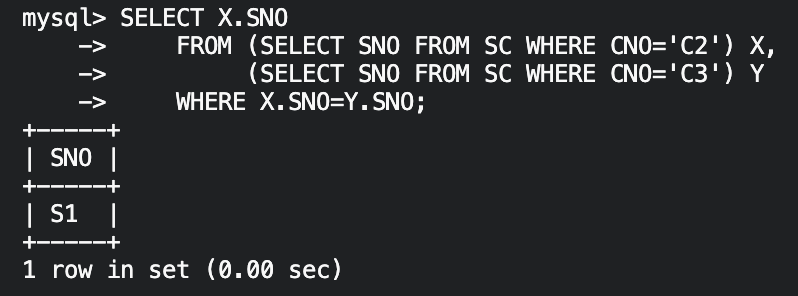 mysql> SELECT X.SNO
    ->     FROM (SELECT SNO FROM SC WHERE CNO='C2') X,
    ->          (SELECT SNO FROM SC WHERE CNO='C3') Y
    ->     WHERE X.SNO=Y.SNO;
+-----+
| SNO |
+-----+
| S1  |
+-----+
1 row in set (0.00 sec)